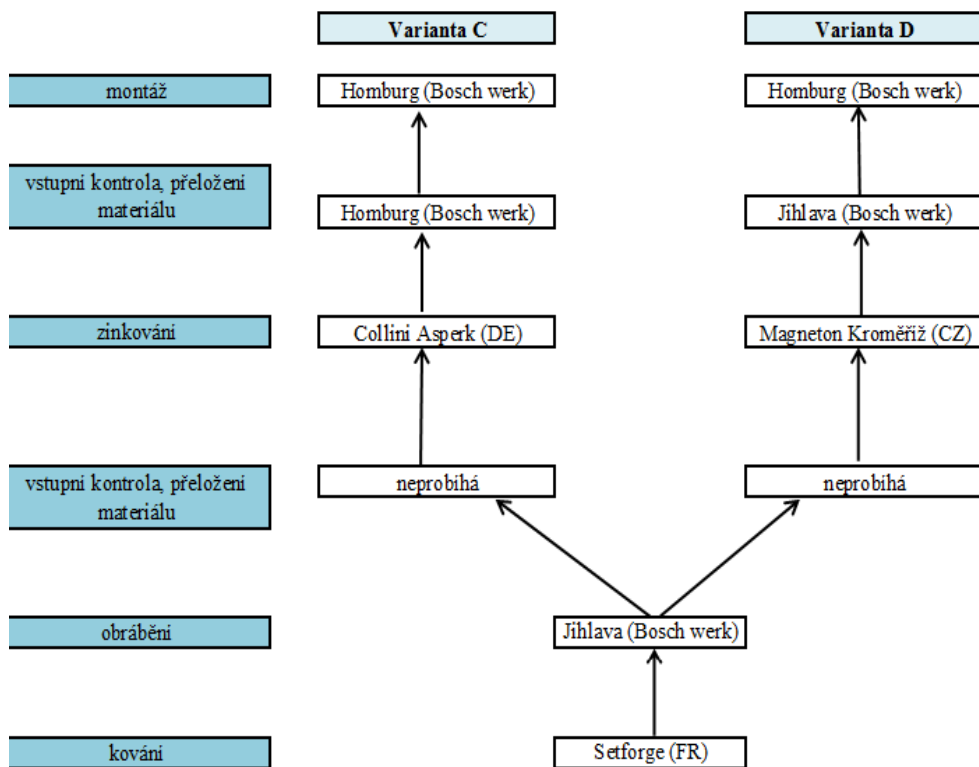 Varianta C
Varianta D
montáž
Homburg (Bosch werk)
Homburg (Bosch werk)
vstupní kontrola, přeložení
materiálu
Homburg (Bosch werk)
Jihlava (Bosch werk)
zinkování
Collini Asperk (DE)
Magneton Kroměříž (CZ)
vstupní kontrola, přeložení
materiálu
neprobíhá
neprobíhá
obrábění
Jihlava (Bosch werk)
kování
Setforge (FR)